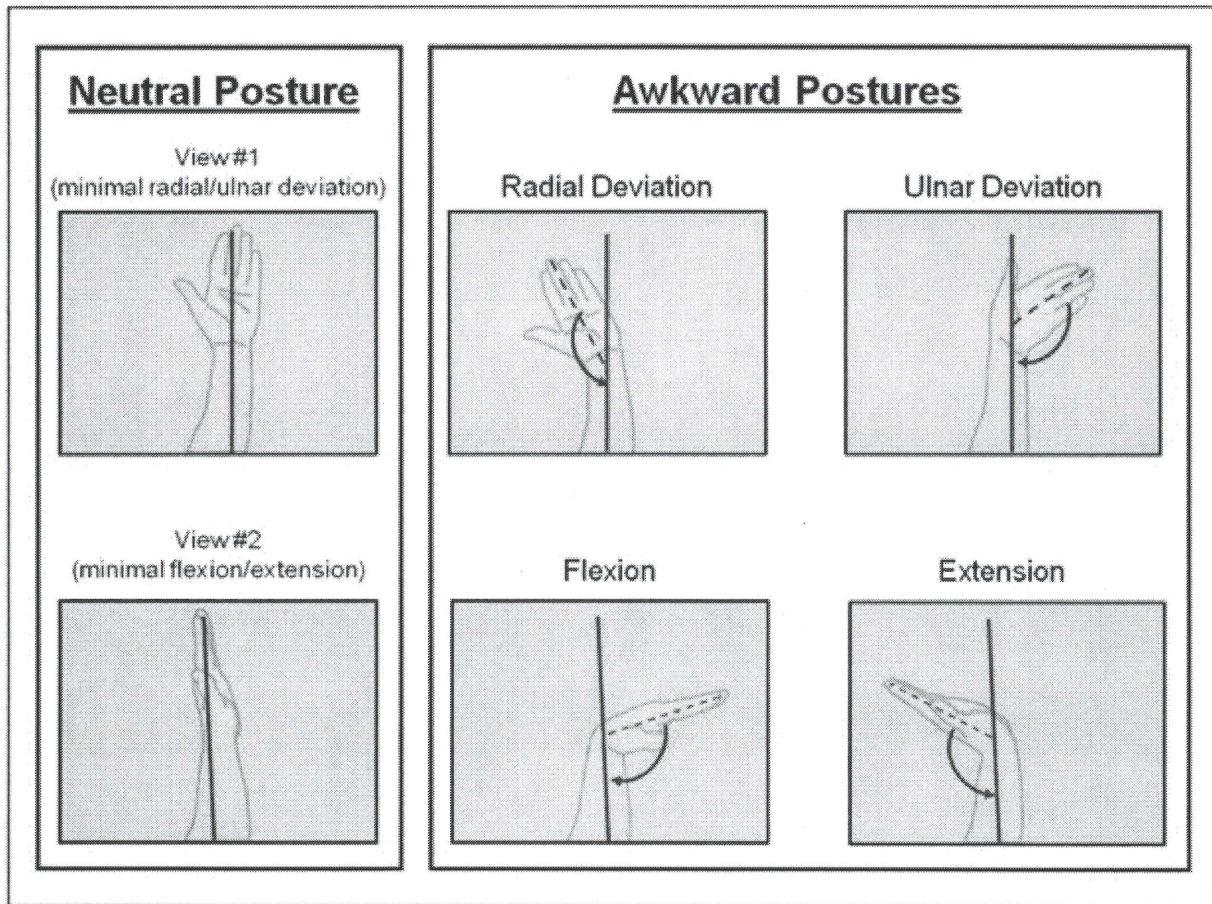 Neutral Posture
View #1
(minimal radial/ulnar deviation)
View #2
(minimal flexion/extension)
Awkward Postures
Radial Deviation
Ulnar Deviation
Flexion
Extension